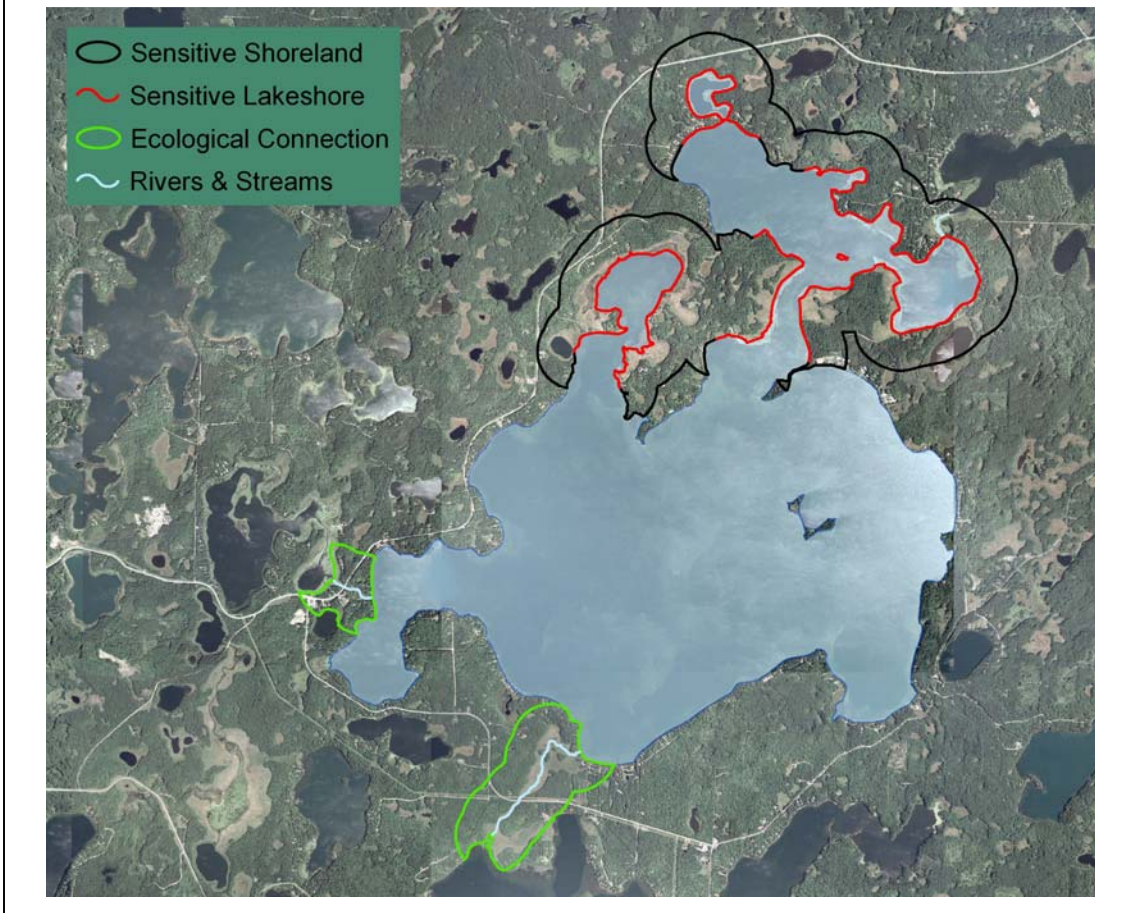 Sensitive Shoreland
Sensitive Lakeshore
Ecological Connection
Rivers & Streams